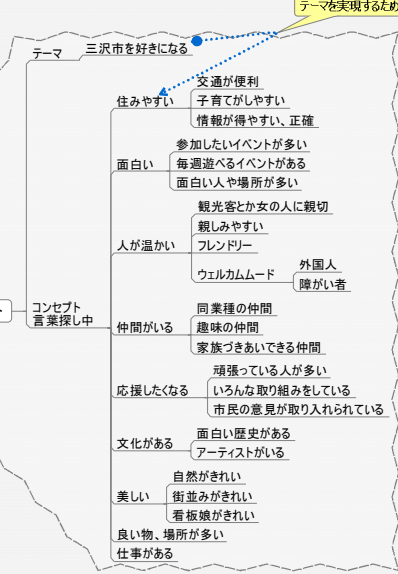 テーマを実現するため
テーマ
三沢市を好きになる
コンセプト
言葉探し中
住みやすい
交通が便利
子育てがしやすい
情報が得やすい、正確
面白い
参加したいイベントが多い
毎週遊べるイベントがある
面白い人や場所が多い
人が温かい
観光客とか女の人に親切
親しみやすい
フレンドリー
ウェルカムムード
外国人
障がい者
仲間がいる
同業種の仲間
趣味の仲間
家族づきあいできる仲間
応援したくなる
頑張っている人が多い
いろんな取り組みをしている
市民の意見が取り入れられている
文化がある
面白い歴史がある
アーティストがいる
美しい
自然がきれい
街並みがきれい
看板娘がきれい
良い物、場所が多い
仕事がある